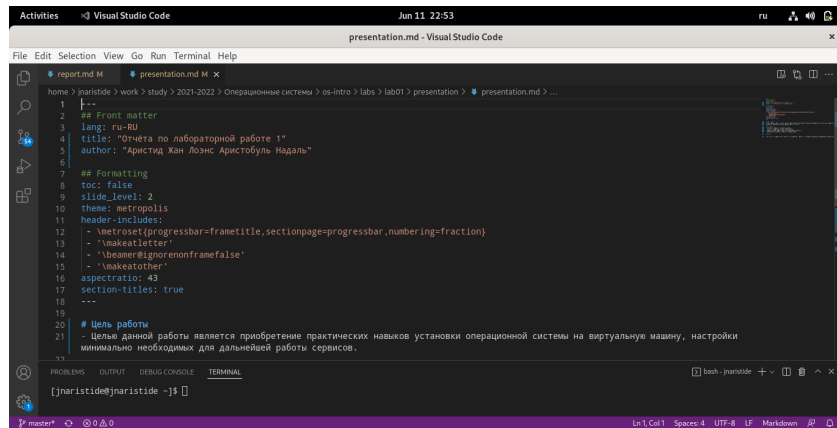 Activities Visual Studio Code Jun 11 22:53 ru
presentation.md - Visual Studio Code ×
File Edit Selection View Go Run Terminal Help
report.md M presentation.md M ×
home > jnaristide > work > study > 2021-2022 > Операционные системы > os-intro > labs > lab01 > presentation > presentation.md > ...
1 ---
2 ## Front matter
3 lang: ru-RU
4 title: "Отчёта по лабораторной работе 1"
5 author: "Аристид Жан Лоэнс Аристобуль Надаль"
6
7 ## Formatting
8 toc: false
9 slide_level: 2
10 theme: metropolis
11 header-includes:
12 - \metroset{progressbar=frametitle,sectionpage=progressbar,numbering=fraction}
13 - '\makeatletter'
14 - '\beamer@ignorenonframefalse'
15 - '\makeatother'
16 aspectratio: 43
17 section-titles: true
18 ---
19
20 # Цель работы
21 - Целью данной работы является приобретение практических навыков установки операционной системы на виртуальную машину, настройки
минимально необходимых для дальнейшей работы сервисов.
22
54
PROBLEMS OUTPUT DEBUG CONSOLE TERMINAL bash - jnaristide
[jnaristide@jnaristide ~]$
1
master* 0 0 Ln 1, Col 1 Spaces: 4 UTF-8 LF Markdown